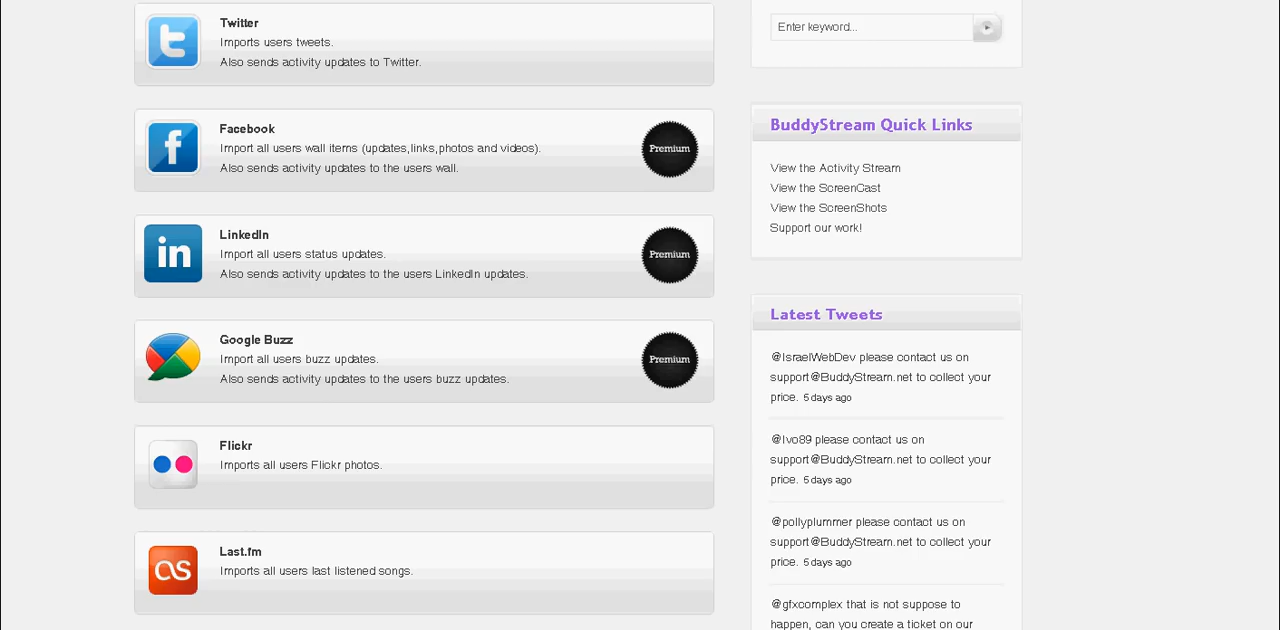 Twitter
Imports users tweets.
Also sends activity updates to Twitter.
Facebook
Import all users wall items (updates,links,photos and videos).
Also sends activity updates to the users wall.
Premium
LinkedIn
Import all users status updates.
Also sends activity updates to the users LinkedIn updates.
Premium
Google Buzz
Import all users buzz updates.
Also sends activity updates to the users buzz updates.
Premium
Flickr
Imports all users Flickr photos.
Last.fm
Imports all users last listened songs.
Enter keyword...
BuddyStream Quick Links
View the Activity Stream
View the ScreenCast
View the ScreenShots
Support our work!
Latest Tweets
@IsraelWebDev please contact us on
support@BuddyStream.net to collect your
price. 5 days ago
@Ivo89 please contact us on
support@BuddyStream.net to collect your
price. 5 days ago
@pollyplummer please contact us on
support@BuddyStream.net to collect your
price. 5 days ago
@gfxcomplex that is not suppose to
happen, can you create a ticket on our